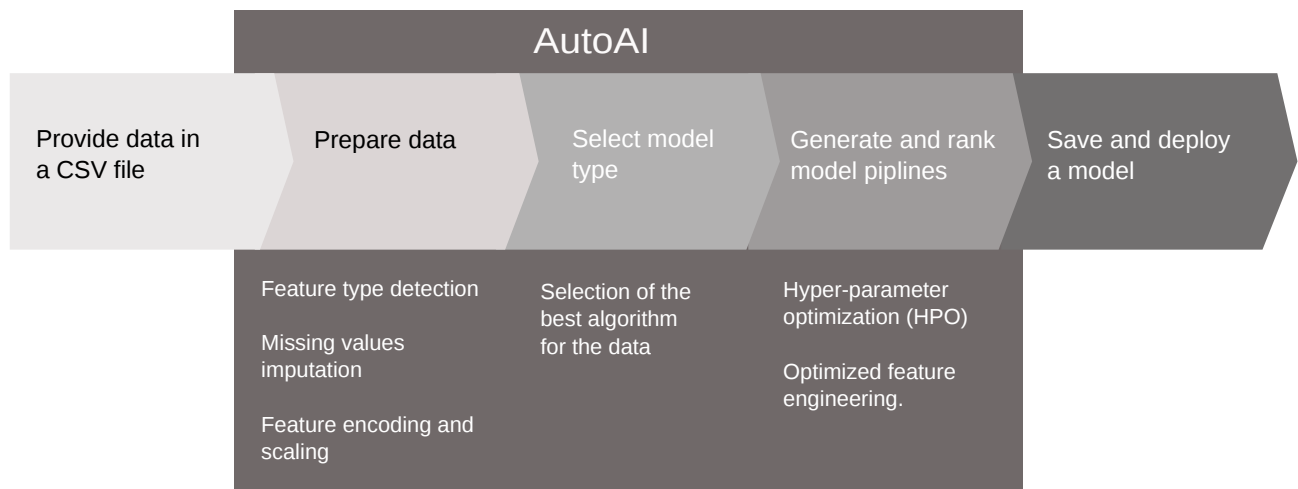 AutoAI
Provide data in
a CSV file
Prepare data
Select model
type
Generate and rank
model piplines
Save and deploy
a model
Feature type detection
Missing values
imputation
Feature encoding and
scaling
Selection of the
best algorithm
for the data
Hyper-parameter
optimization (HPO)
Optimized feature
engineering.